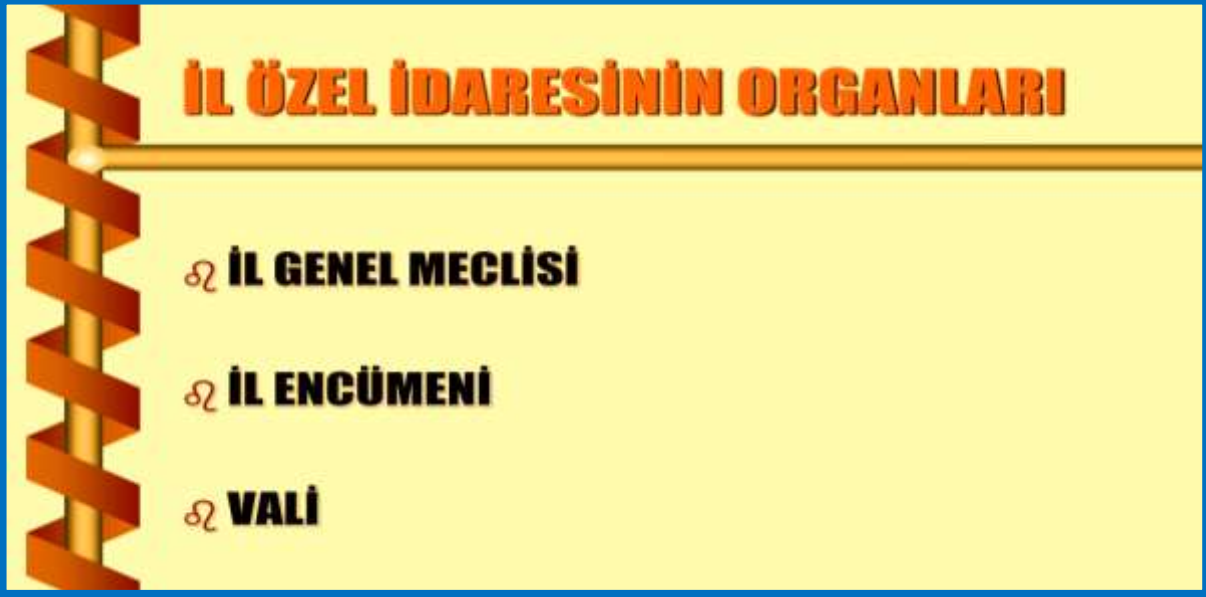 İL ÖZEL İDARESİNİN ORGANLARI
İL GENEL MECLİSİ
İL ENCÜMENİ
VALİ